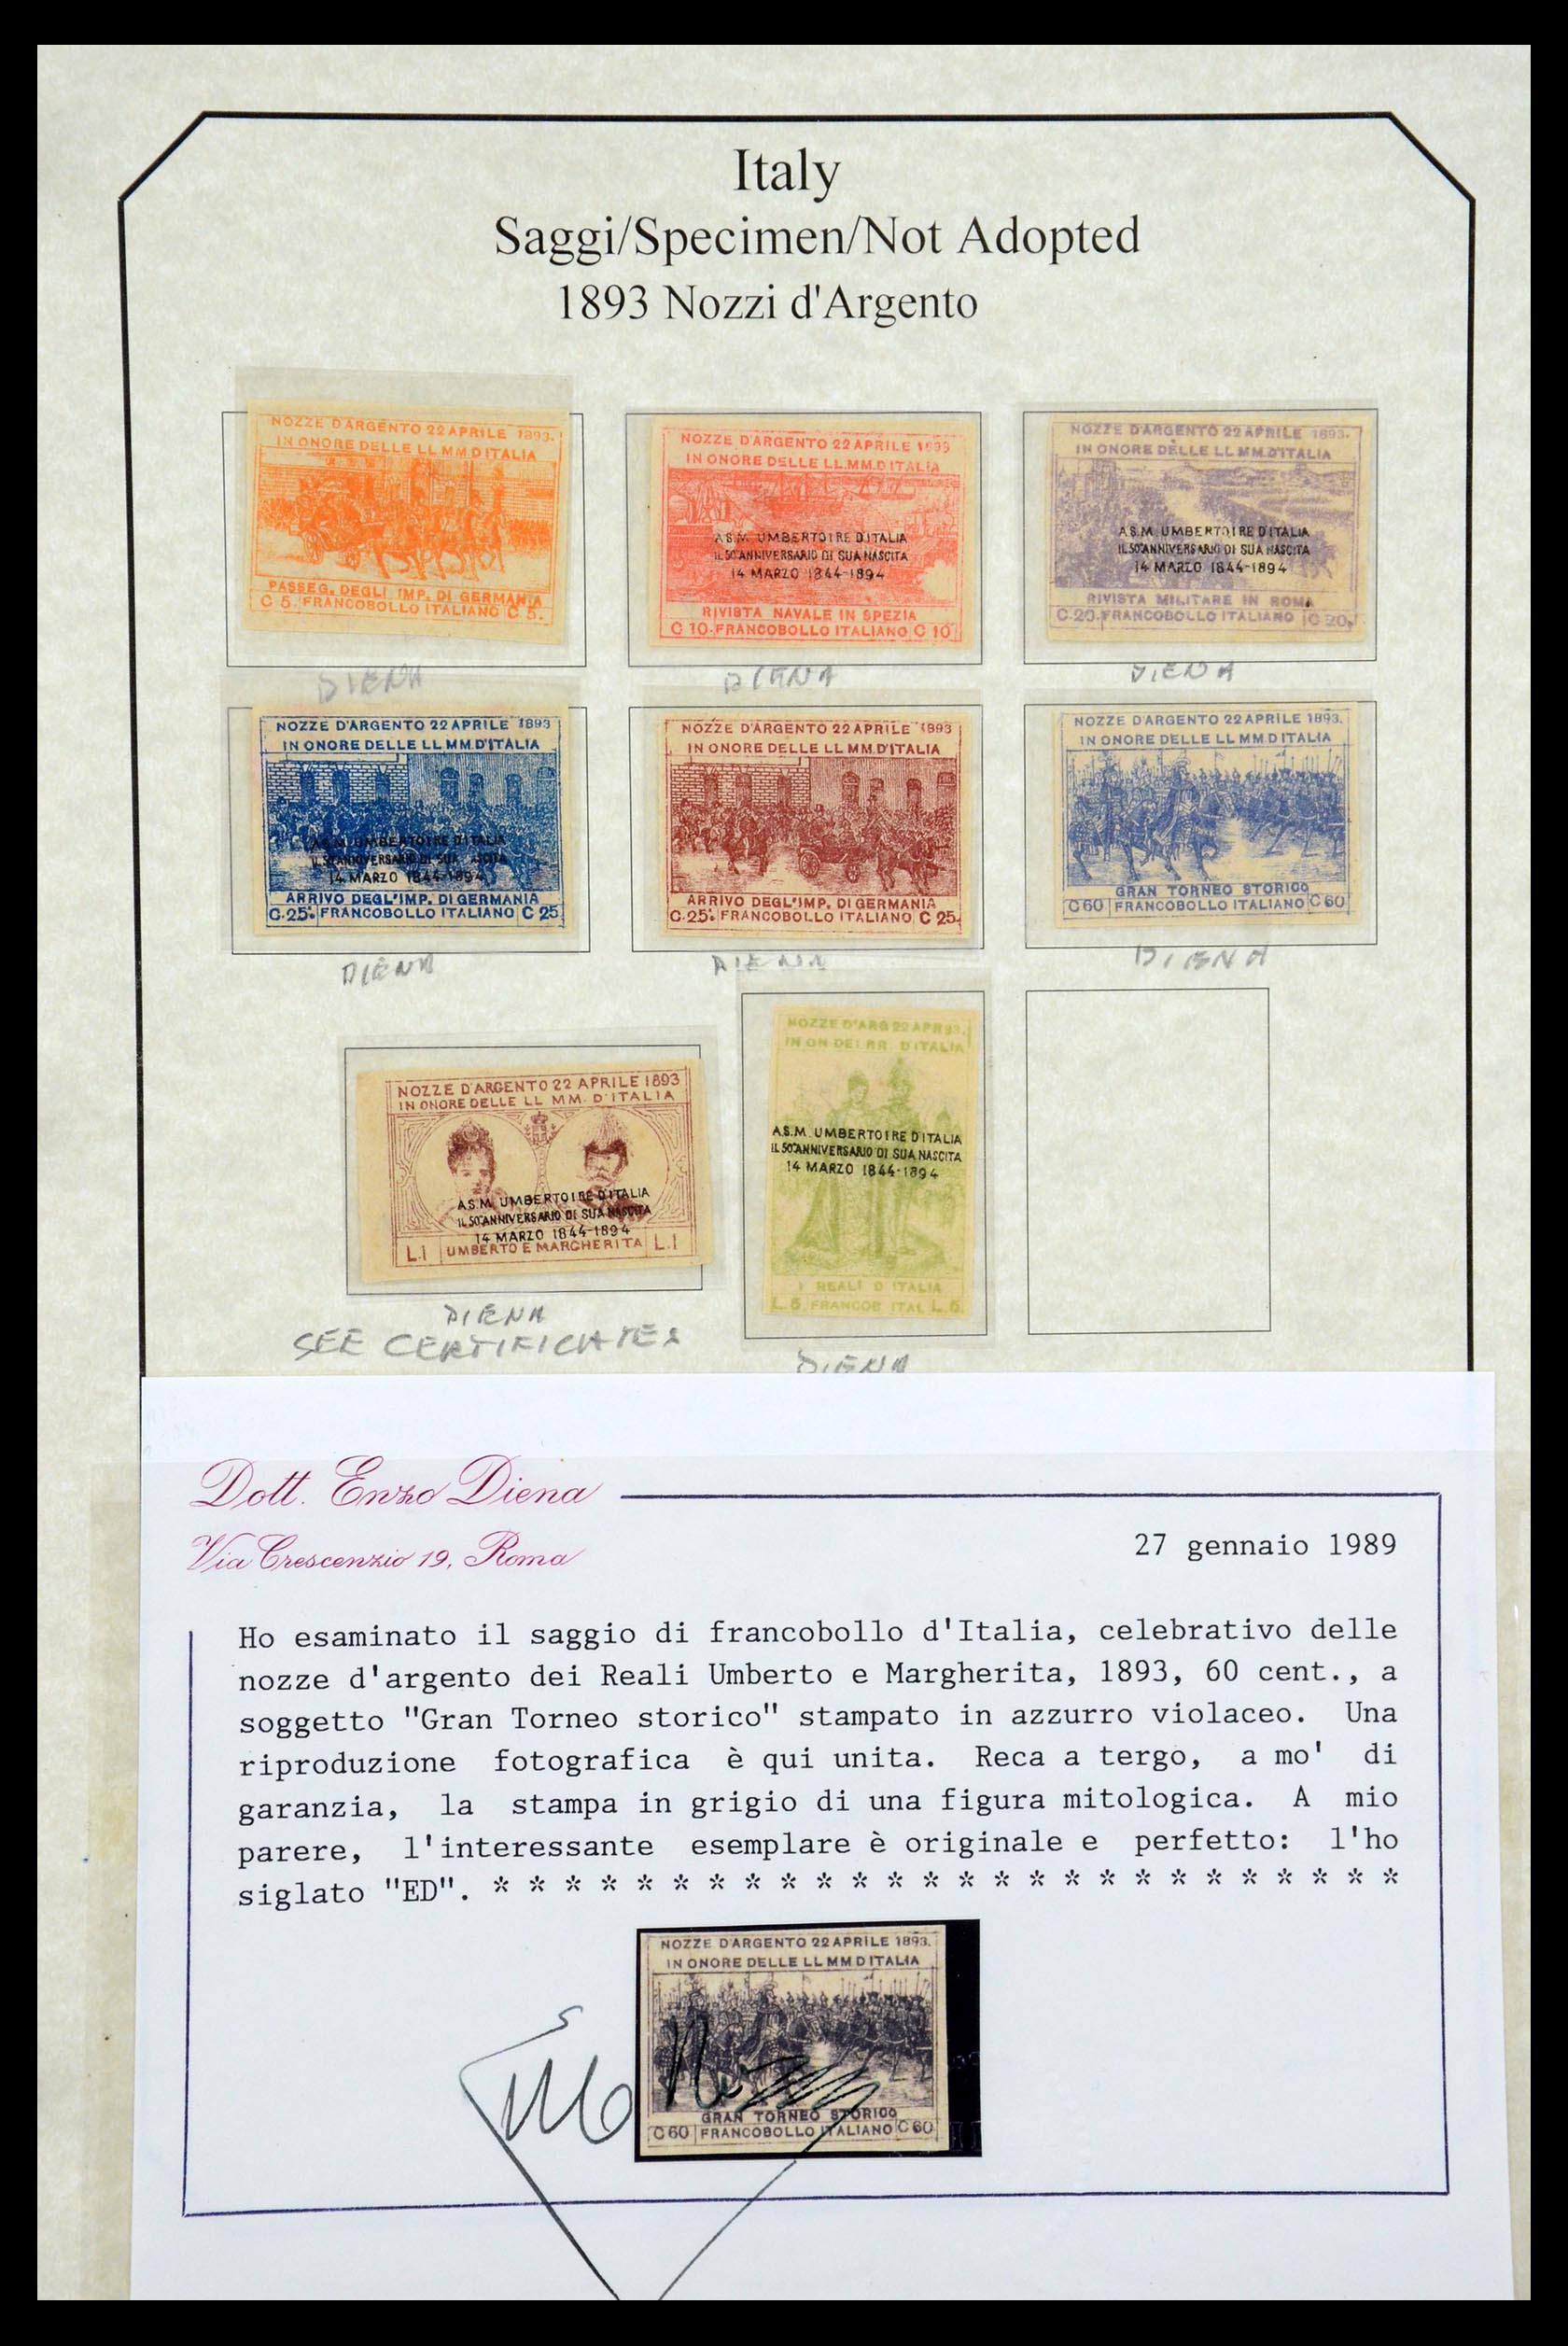 Italy
Saggi/Specimen/Not Adopted
1893 Nozzi d'Argento
NOZZE D'ARGENTO 22 APRILE 1893.
IN ONORE DELLE LL MM D ITALIA
PASSEG. DEGLI IMP. DI GERMANIA
C 5. FRANCOBOLLO ITALIANO C. 5.
DIENA
NOZZE D'ARGENTO 22 APRILE 1893
IN ONORE DELLE LL.MM.D ITALIA
A.S.M. UMBERTO I RE D'ITALIA
IL 50° ANNIVERSARIO DI SUA NASCITA
14 MARZO 1844-1894
RIVISTA NAVALE IN SPEZIA
C 10. FRANCOBOLLO ITALIANO C 10
DIENA
NOZZE D'ARGENTO 22 APRILE 1893.
IN ONORE DELLE LL MM.D'ITALIA
A.S.M. UMBERTO I RE D'ITALIA
IL 50° ANNIVERSARIO DI SUA NASCITA
14 MARZO 1844-1894
RIVISTA MILITARE IN ROMA
C.20. FRANCOBOLLO ITALIANO C 20.
DIENA
NOZZE D'ARGENTO 22 APRILE 1893
IN ONORE DELLE LL MM.D'ITALIA
A.S.M. UMBERTO I RE D'ITALIA
IL 50° ANNIVERSARIO DI SUA ASCITA
14 MARZO 1844-1894
ARRIVO DEGL'IMP. DI GERMANIA
C.25. FRANCOBOLLO ITALIANO C 25
DIENA
NOZZE D'ARGENTO 22 APRILE 1893
IN ONORE DELLE LL MM.D'ITALIA
ARRIVO DEGL'IMP. DI GERMANIA
C.25. FRANCOBOLLO ITALIANO C 25.
DIENA
NOZZE D'ARGENTO 22 APRILE 1893.
IN ONORE DELLE LL MM D ITALIA
GRAN TORNEO STORICO
C 60 FRANCOBOLLO ITALIANO C 60
DIENA
NOZZE D'ARGENTO 22 APRILE 1893
IN ONORE DELLE LL MM. D'ITALIA
A.S.M. UMBERTO I RE D'ITALIA
IL 50° ANNIVERSARIO DI SUA NASCITA
14 MARZO 1844-1894
L.1 UMBERTO E MARGHERITA L.1
DIENA
SEE CERTIFICATES
NOZZE D'ARG 22 APR 93.
IN ON DEI RR. D'ITALIA
A.S.M. UMBERTO I RE D'ITALIA
IL 50° ANNIVERSARIO DI SUA NASCITA
14 MARZO 1844-1894
I REALI D ITALIA
L.5. FRANCOB ITAL L.5.
DIENA
Dott. Enzo Diena
Via Crescenzio 19, Roma
27 gennaio 1989
Ho esaminato il saggio di francobollo d'Italia, celebrativo delle
nozze d'argento dei Reali Umberto e Margherita, 1893, 60 cent., a
soggetto "Gran Torneo storico" stampato in azzurro violaceo. Una
riproduzione fotografica è qui unita. Reca a tergo, a mo' di
garanzia, la stampa in grigio di una figura mitologica. A mio
parere, l'interessante esemplare è originale e perfetto: l'ho
siglato "ED". * * * * * * * * * * * * * * * * * * * * * * * * * *
NOZZE D'ARGENTO 22 APRILE 1893.
IN ONORE DELLE LL MM D ITALIA
GRAN TORNEO STORICO
C 60 FRANCOBOLLO ITALIANO C 60